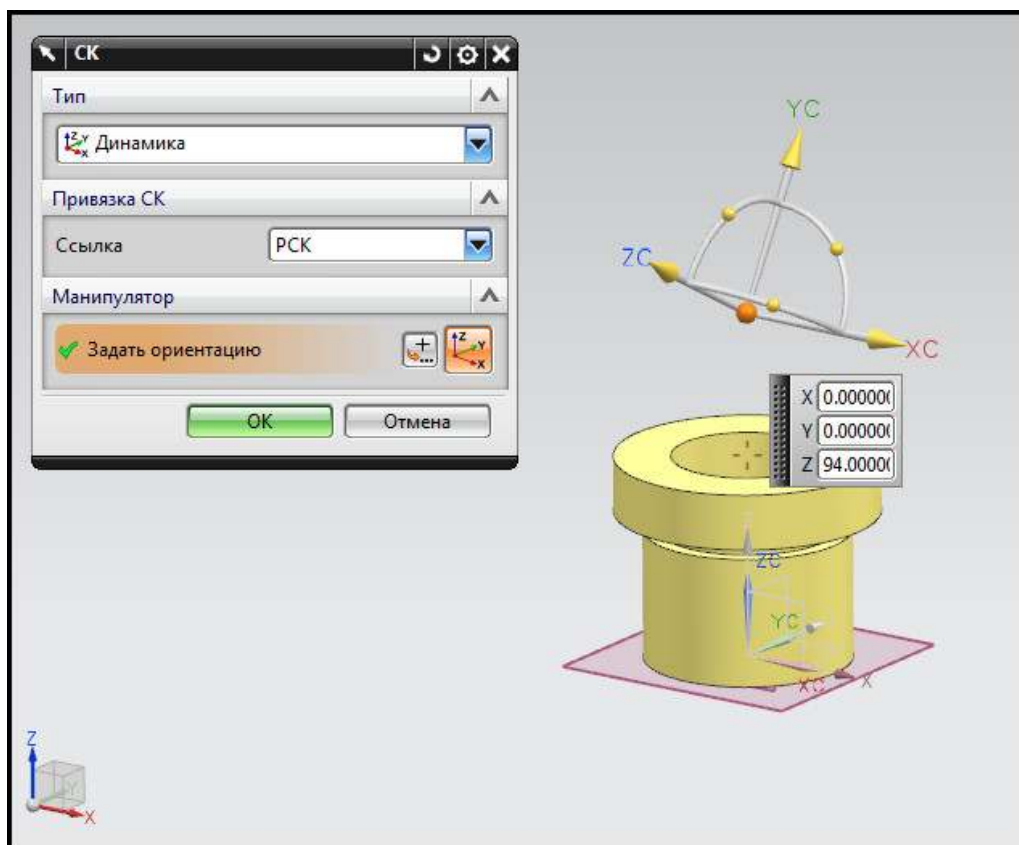 СК
Тип
Динамика
Привязка СК
Ссылка РСК
Манипулятор
Задать ориентацию
OK Отмена
YC
ZC
XC
X 0.00000(
Y 0.00000(
Z 94.0000(
ZC
YC
XC X
Z
Y
X